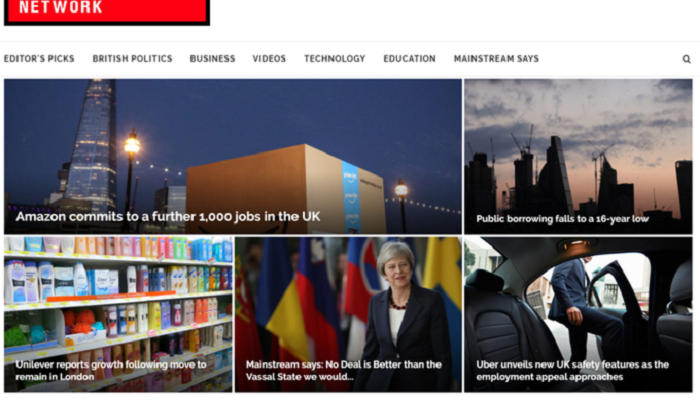 NETWORK
EDITOR'S PICKS BRITISH POLITICS BUSINESS VIDEOS TECHNOLOGY EDUCATION MAINSTREAM SAYS
Amazon commits to a further 1,000 jobs in the UK
Public borrowing falls to a 16-year low
Unilever reports growth following move to
remain in London
Mainstream says: No Deal is Better than the
Vassal State we would...
Uber unveils new UK safety features as the
employment appeal approaches